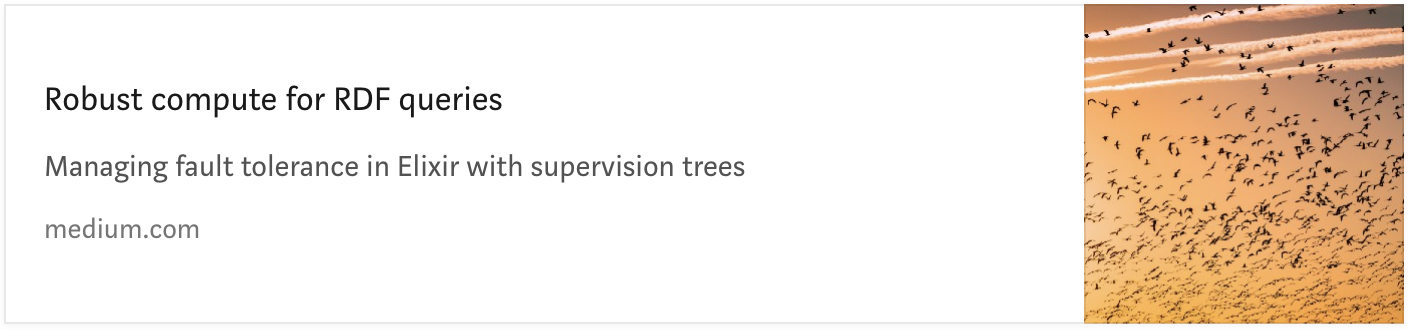 Robust compute for RDF queries
Managing fault tolerance in Elixir with supervision trees
medium.com